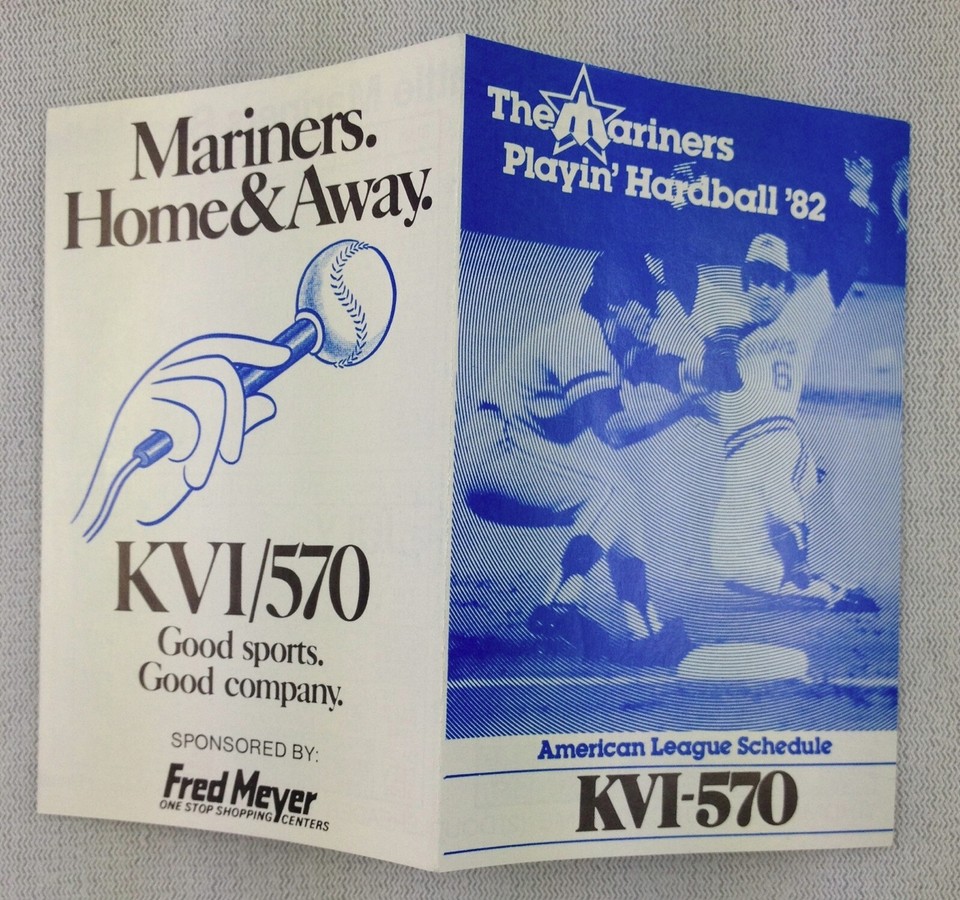 Mariners.
Home & Away.
KVI/570
Good sports.
Good company.
SPONSORED BY:
Fred Meyer
ONE STOP SHOPPING CENTERS
The Mariners
Playin' Hardball '82
6
American League Schedule
KVI-570